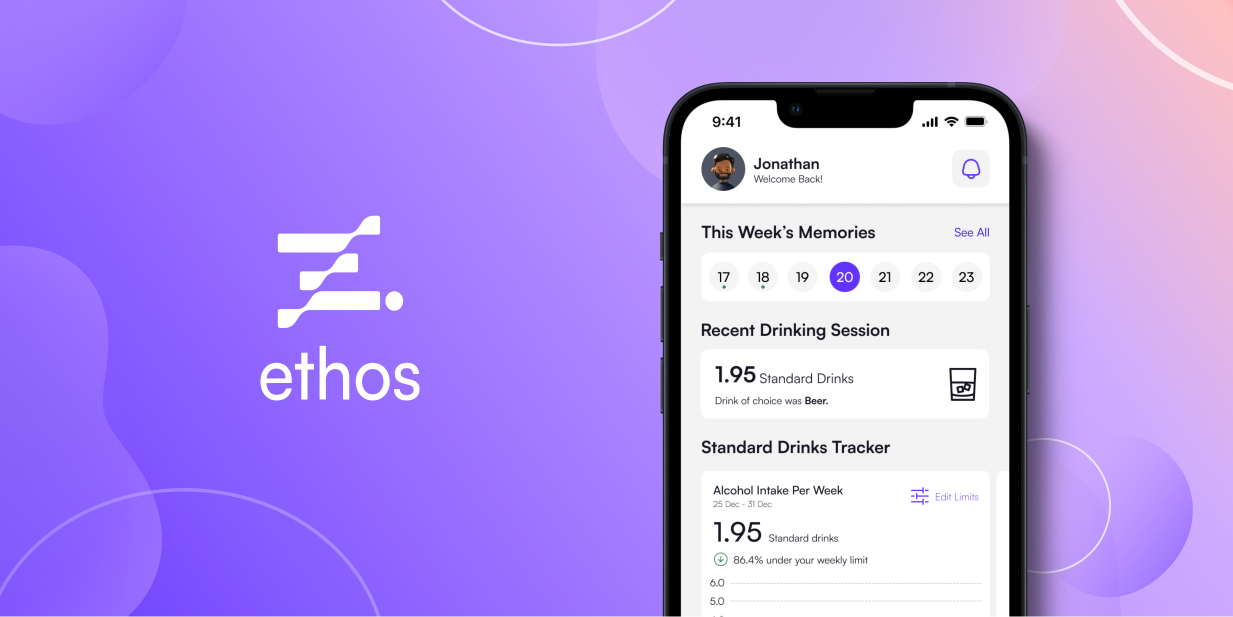 ethos
9:41
Jonathan
Welcome Back!
This Week's Memories
See All
17 18 19 20 21 22 23
Recent Drinking Session
1.95 Standard Drinks
Drink of choice was Beer.
Standard Drinks Tracker
Alcohol Intake Per Week
25 Dec - 31 Dec
Edit Limits
1.95 Standard drinks
86.4% under your weekly limit
6.0
5.0